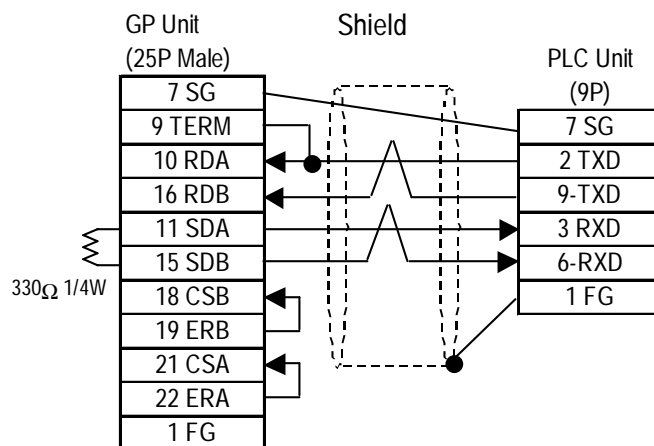 GP Unit
(25P Male)
Shield
PLC Unit
(9P)
7 SG
9 TERM
10 RDA
16 RDB
11 SDA
15 SDB
18 CSB
19 ERB
21 CSA
22 ERA
1 FG
330Ω 1/4W
7 SG
2 TXD
9-TXD
3 RXD
6-RXD
1 FG